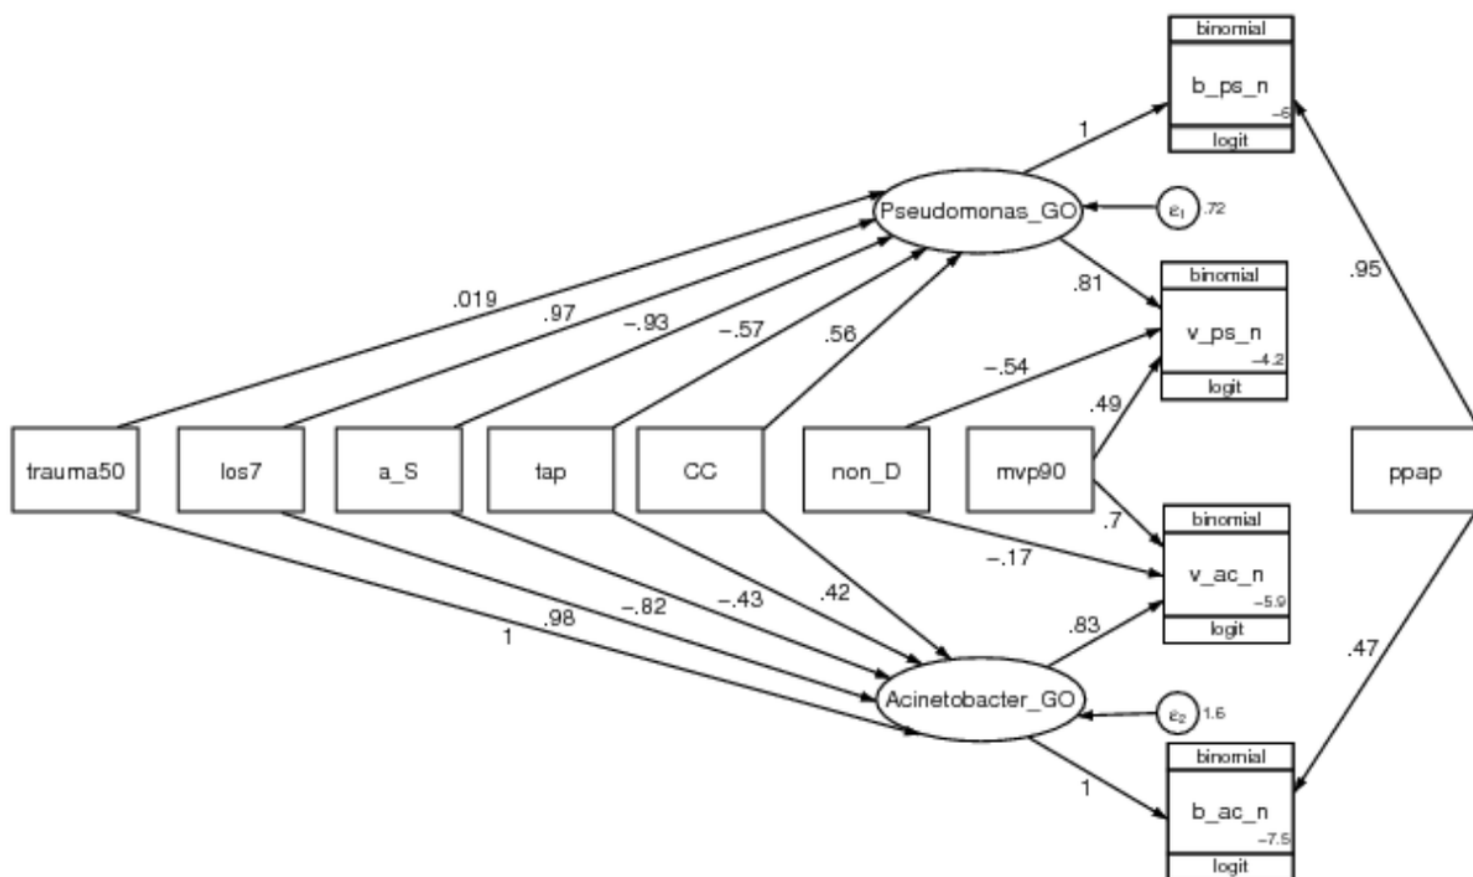 binomial
b_ps_n
−6
logit
1
Pseudomonas_GO
ε₁ .72
.81
.95
binomial
v_ps_n
−4.2
logit
.019
.97
−.93
−.57
.56
−.54
.49
trauma50
los7
a_S
tap
CC
non_D
mvp90
ppap
.7
−.17
binomial
v_ac_n
−5.9
logit
1
.98
−.82
−.43
.42
.83
.47
Acinetobacter_GO
ε₂ 1.6
1
binomial
b_ac_n
−7.5
logit